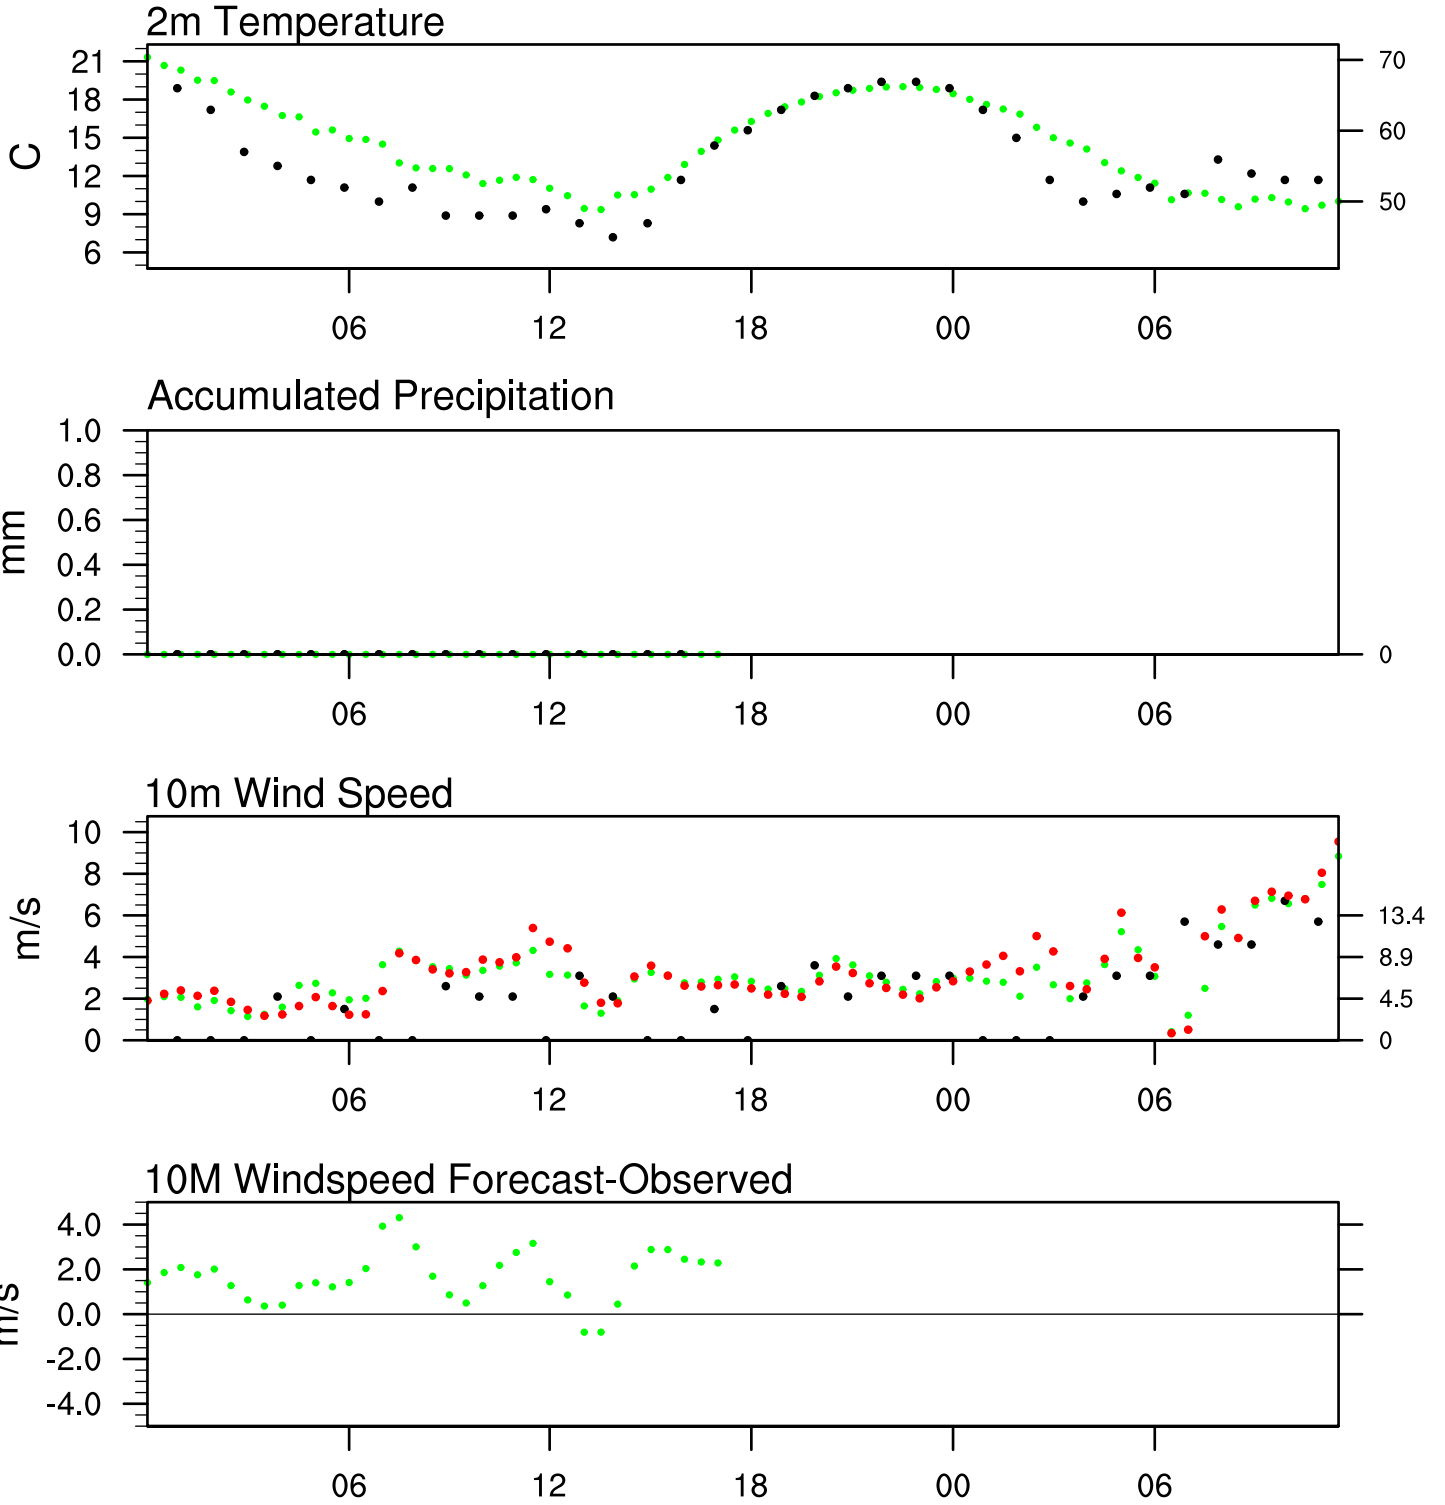 2m Temperature
21
18
15
12
9
6
C
70
60
50
06 12 18 00 06
Accumulated Precipitation
1.0
0.8
0.6
0.4
0.2
0.0
mm
0
06 12 18 00 06
10m Wind Speed
10
8
6
4
2
0
m/s
13.4
8.9
4.5
0
06 12 18 00 06
10M Windspeed Forecast-Observed
4.0
2.0
0.0
-2.0
-4.0
m/s
06 12 18 00 06